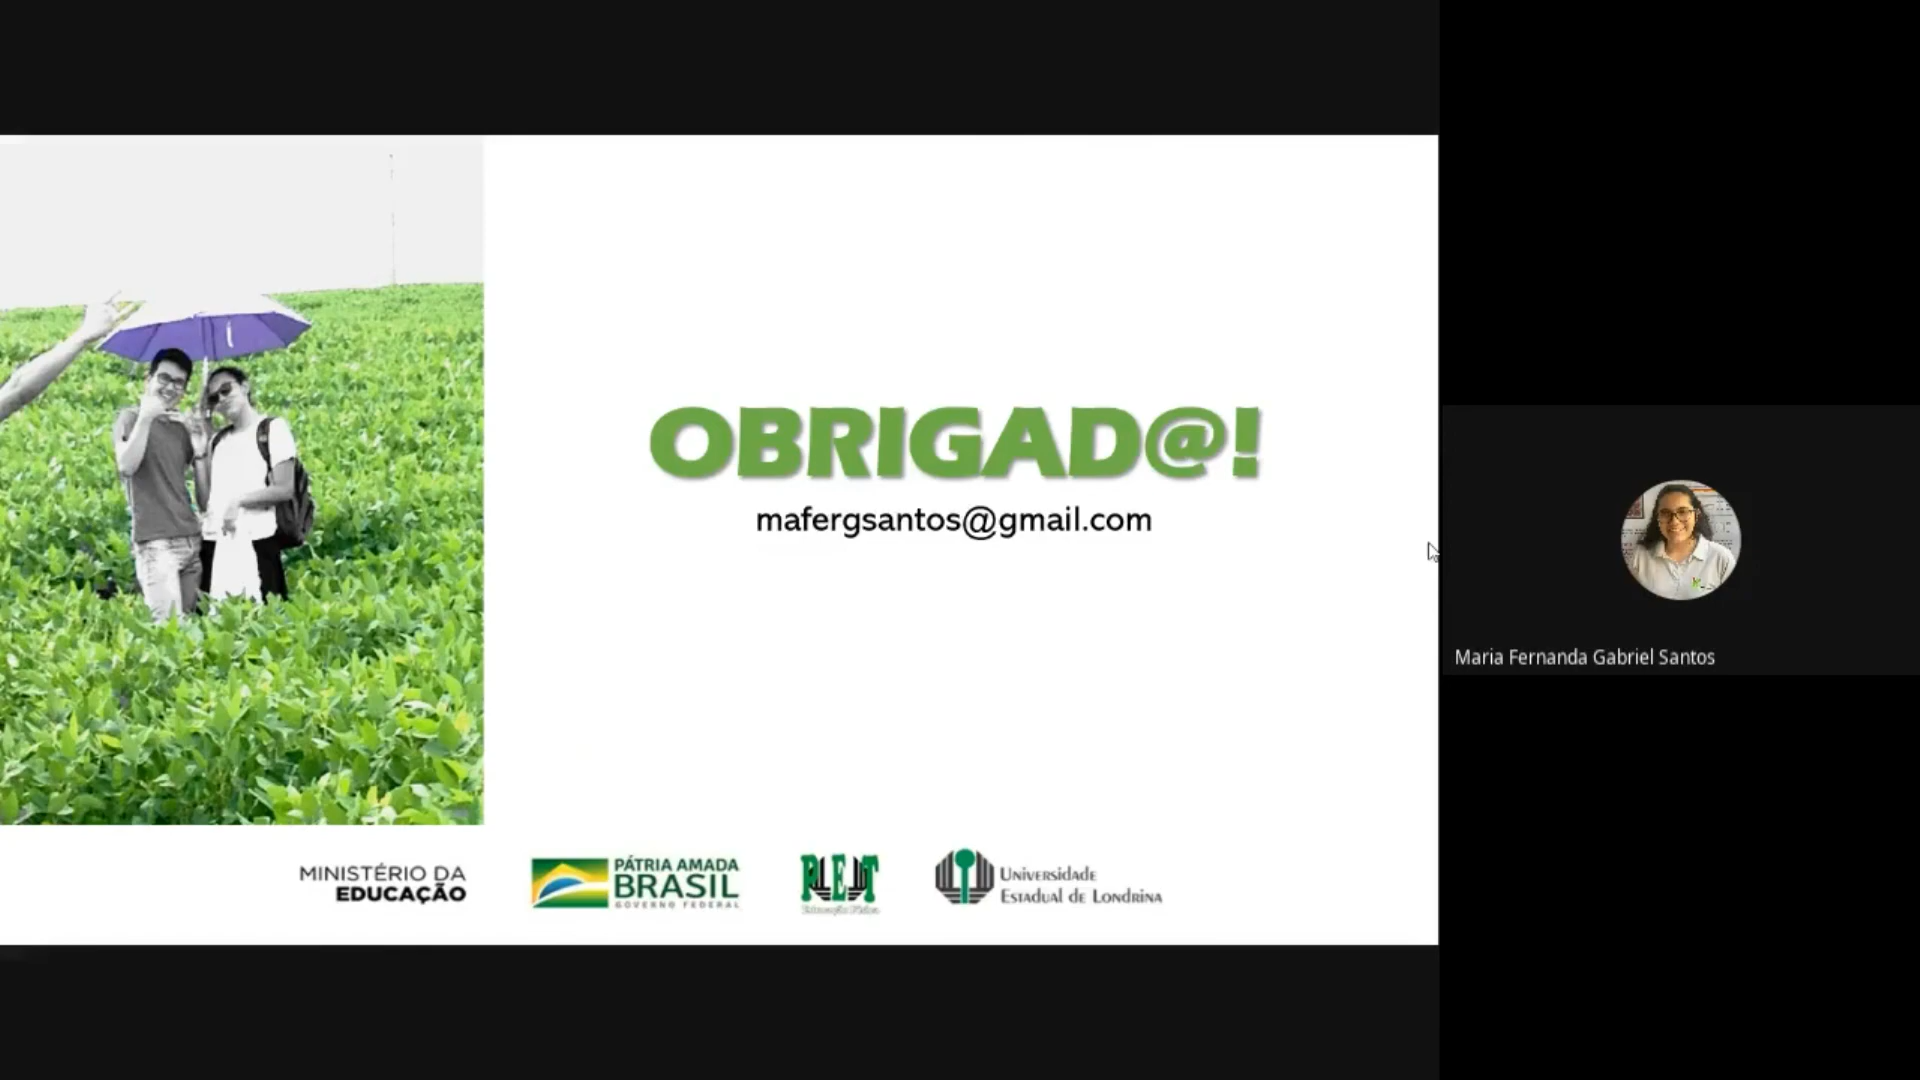 OBRIGAD@!
mafergsantos@gmail.com
Maria Fernanda Gabriel Santos
MINISTÉRIO DA
EDUCAÇÃO
PÁTRIA AMADA
BRASIL
GOVERNO FEDERAL
PET
Universidade
Estadual de Londrina